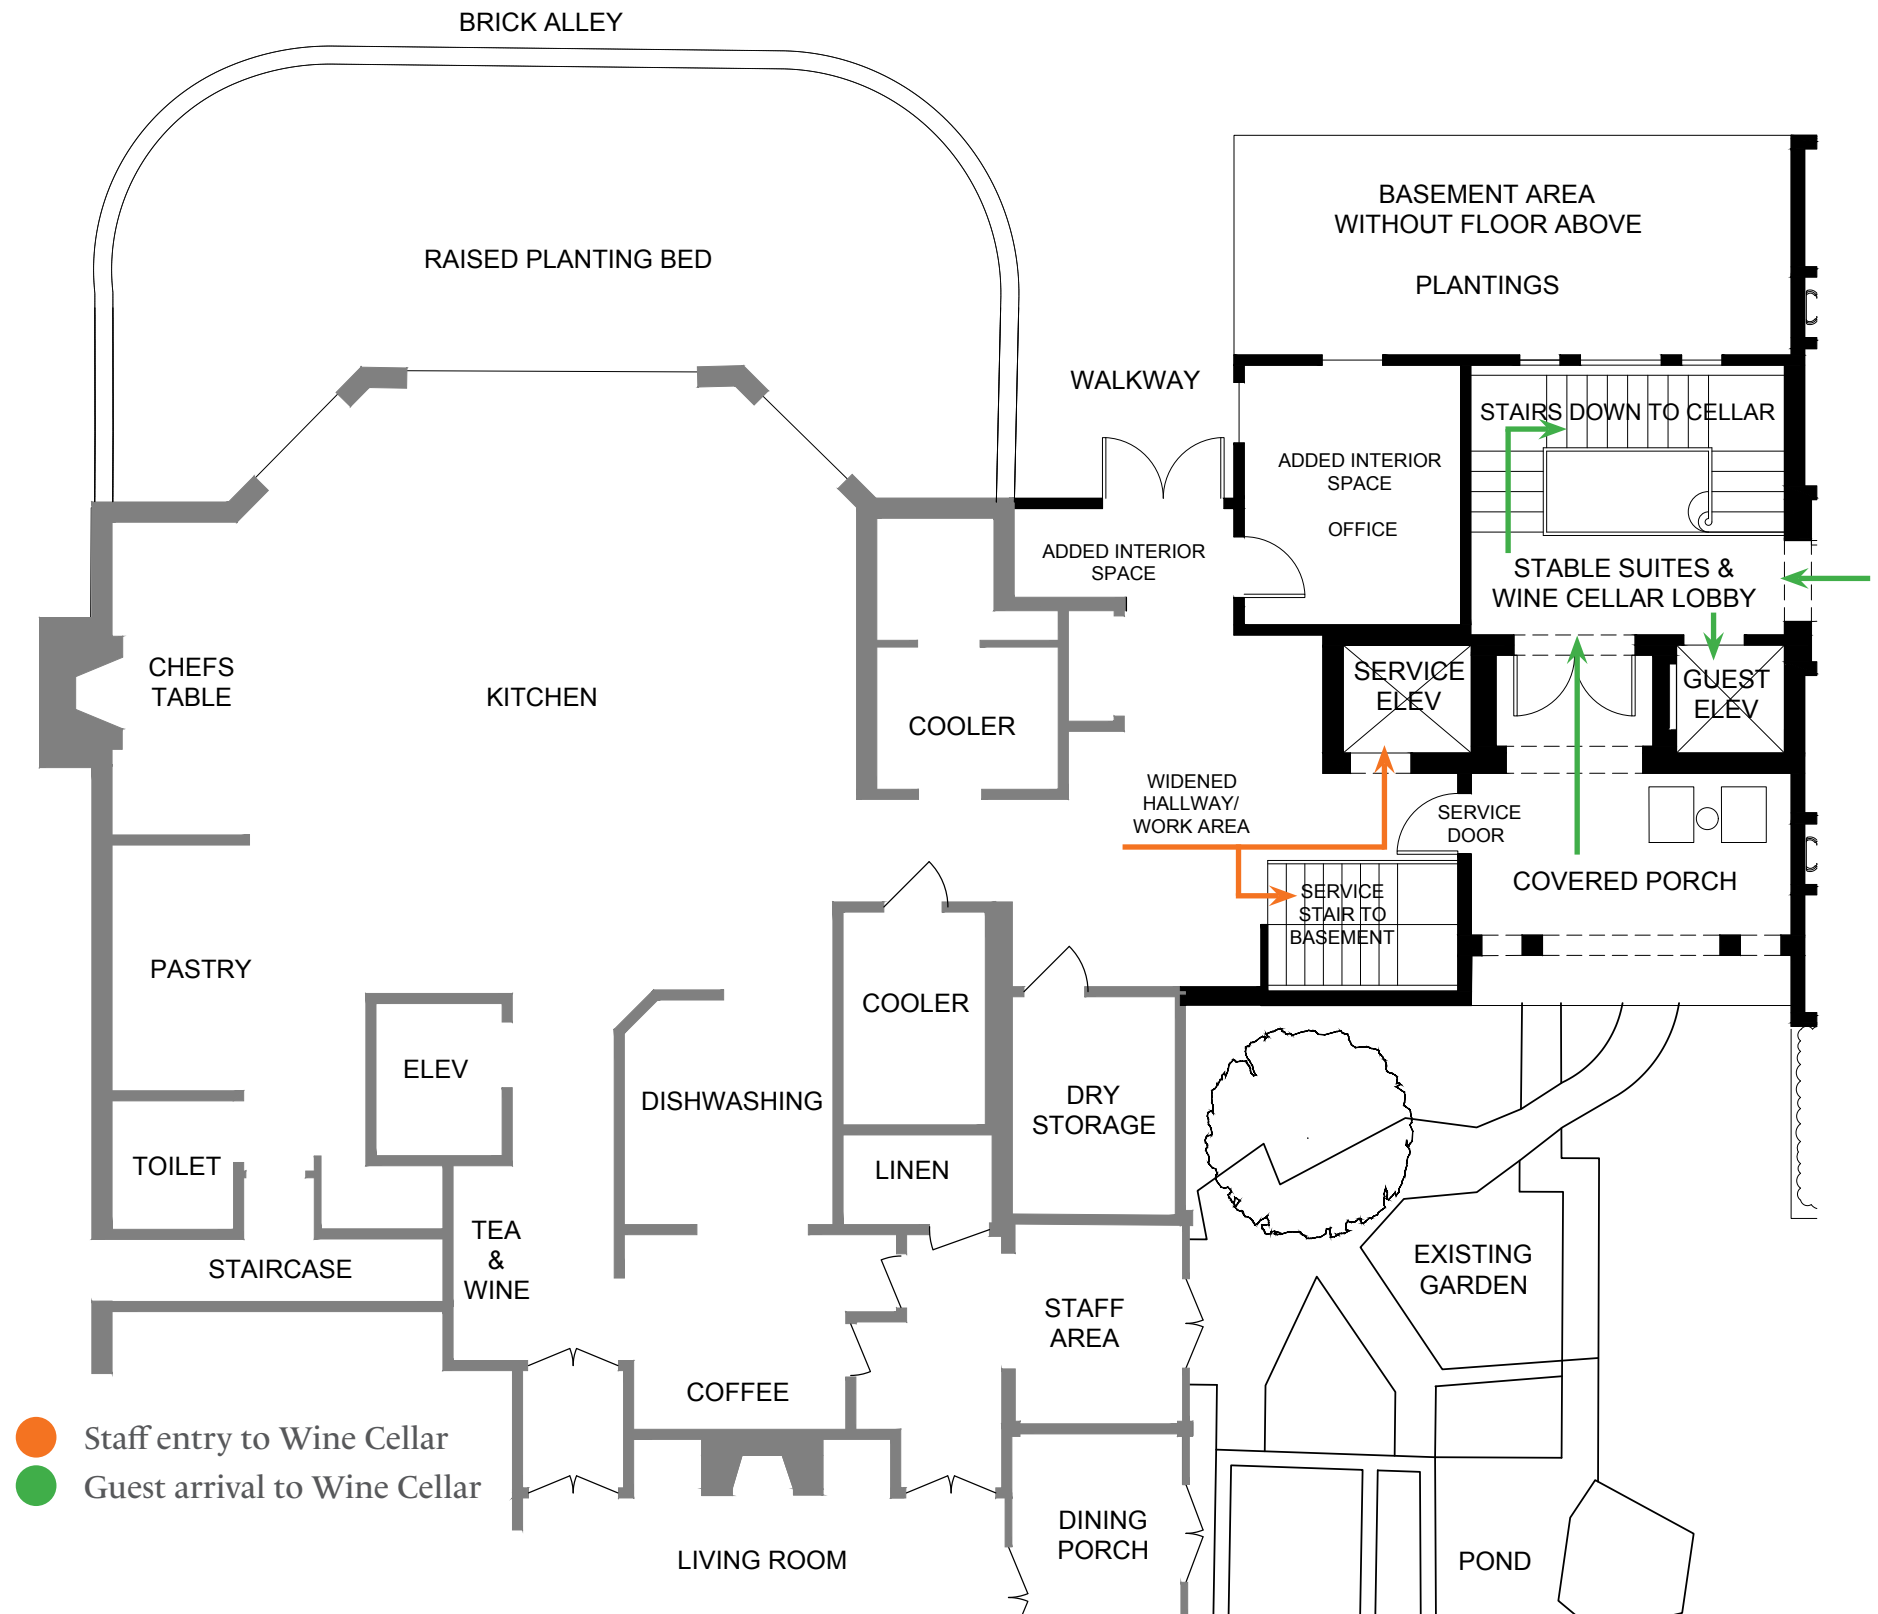 BRICK ALLEY
RAISED PLANTING BED
BASEMENT AREA
WITHOUT FLOOR ABOVE
PLANTINGS
WALKWAY
STAIRS DOWN TO CELLAR
ADDED INTERIOR
SPACE
OFFICE
ADDED INTERIOR
SPACE
STABLE SUITES &
WINE CELLAR LOBBY
CHEFS
TABLE
KITCHEN
COOLER
SERVICE
ELEV
GUEST
ELEV
WIDENED
HALLWAY/
WORK AREA
SERVICE
DOOR
COVERED PORCH
SERVICE
STAIR TO
BASEMENT
PASTRY
COOLER
ELEV
DISHWASHING
DRY
STORAGE
TOILET
LINEN
TEA
&
WINE
STAIRCASE
EXISTING
GARDEN
STAFF
AREA
COFFEE
Staff entry to Wine Cellar
Guest arrival to Wine Cellar
DINING
PORCH
LIVING ROOM
POND